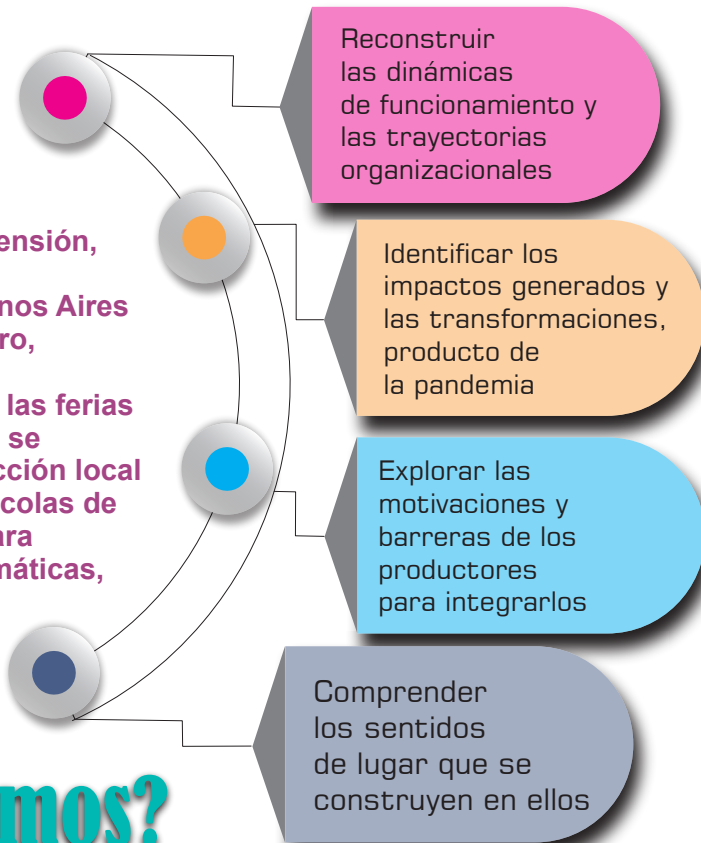 Reconstruir
las dinámicas
de funcionamiento y
las trayectorias
organizacionales
Identificar los
impactos generados y
las transformaciones,
producto de
la pandemia
Explorar las
motivaciones y
barreras de los
productores
para integrarlos
Comprender
los sentidos
de lugar que se
construyen en ellos
ensión,
nos Aires
ro,
las ferias
se
cción local
colas de
ara
máticas,
mos?